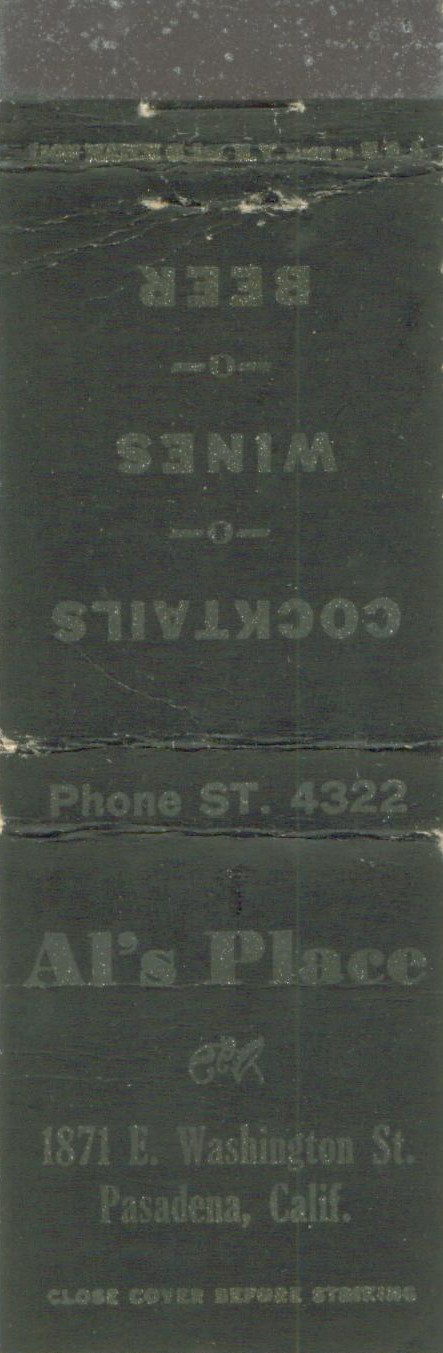 COCKTAILS
WINES
BEER
Phone ST. 4322
Al's Place
1871 E. Washington St.
Pasadena, Calif.
CLOSE COVER BEFORE STRIKING